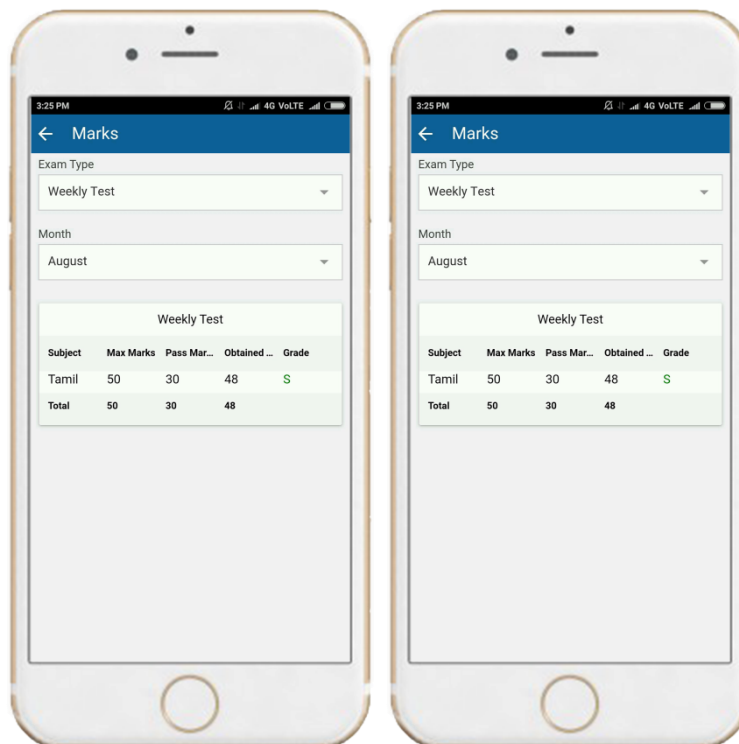 3:25 PM 4G VoLTE
Marks
Exam Type
Weekly Test
Month
August
Weekly Test
Subject Max Marks Pass Mar... Obtained ... Grade
Tamil 50 30 48 S
Total 50 30 48
3:25 PM 4G VoLTE
Marks
Exam Type
Weekly Test
Month
August
Weekly Test
Subject Max Marks Pass Mar... Obtained ... Grade
Tamil 50 30 48 S
Total 50 30 48